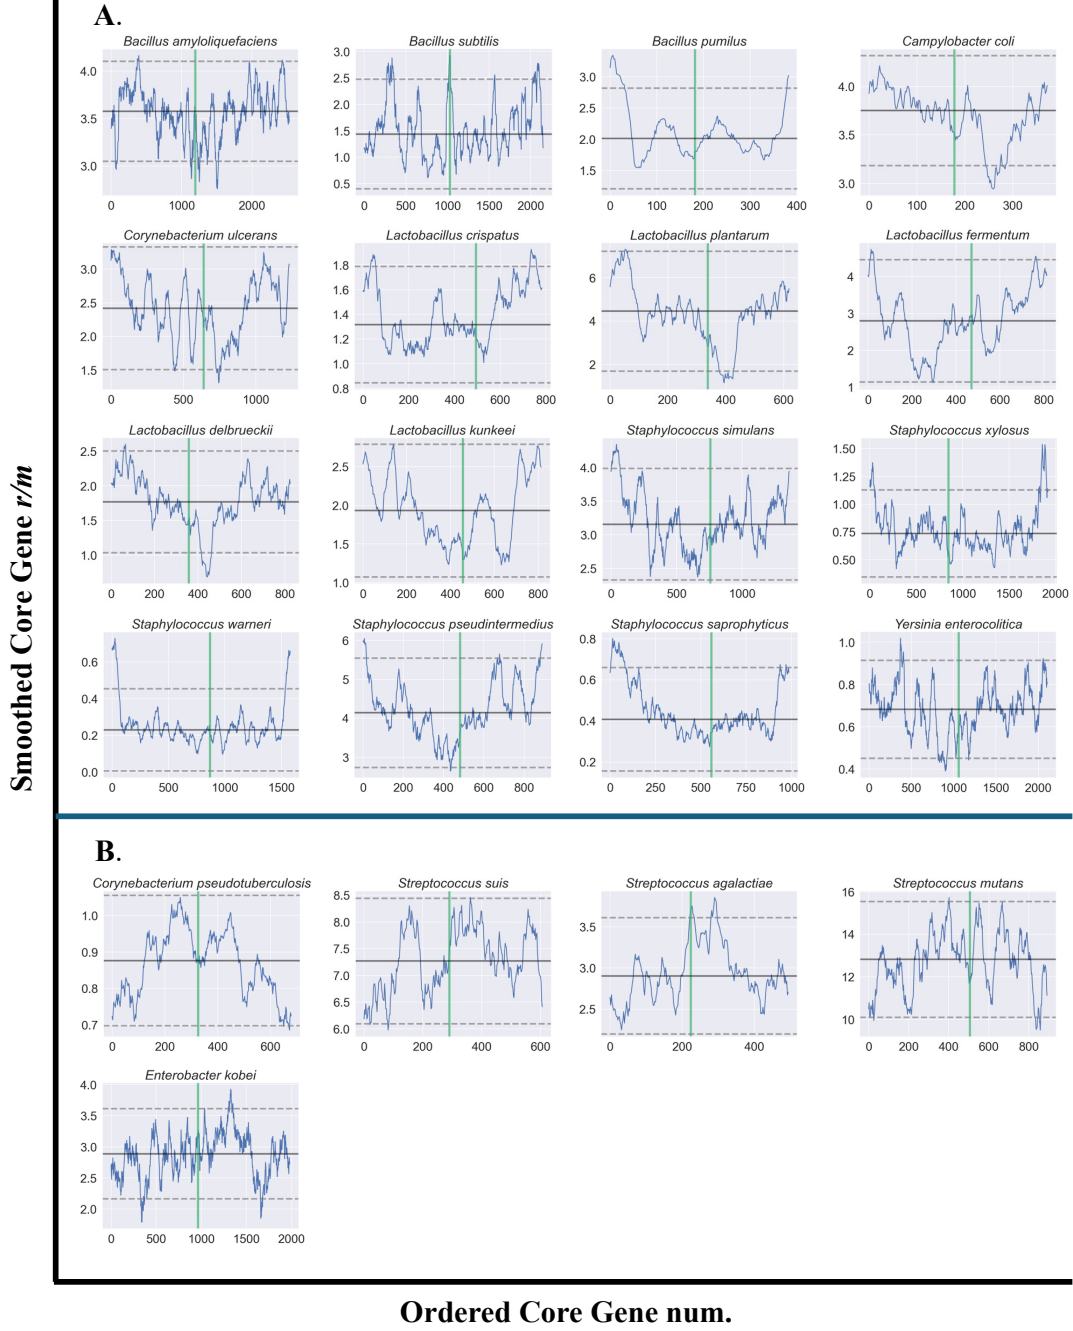 A.
Bacillus amyloliquefaciens
4.0
3.5
3.0
0 1000 2000
Bacillus subtilis
3.0
2.5
2.0
1.5
1.0
0.5
0 500 1000 1500 2000
Bacillus pumilus
3.0
2.5
2.0
1.5
0 100 200 300 400
Campylobacter coli
4.0
3.5
3.0
0 100 200 300
Corynebacterium ulcerans
3.0
2.5
2.0
1.5
0 500 1000
Lactobacillus crispatus
1.8
1.6
1.4
1.2
1.0
0.8
0 200 400 600 800
Lactobacillus plantarum
6
4
2
0 200 400 600
Lactobacillus fermentum
4
3
2
1
0 200 400 600 800
Lactobacillus delbrueckii
2.5
2.0
1.5
1.0
0 200 400 600 800
Lactobacillus kunkeei
2.5
2.0
1.5
1.0
0 200 400 600 800
Staphylococcus simulans
4.0
3.5
3.0
2.5
0 500 1000
Staphylococcus xylosus
1.50
1.25
1.00
0.75
0.50
0 500 1000 1500 2000
Staphylococcus warneri
0.6
0.4
0.2
0.0
0 500 1000 1500
Staphylococcus pseudintermedius
6
5
4
3
0 200 400 600 800
Staphylococcus saprophyticus
0.8
0.6
0.4
0.2
0 250 500 750 1000
Yersinia enterocolitica
1.0
0.8
0.6
0.4
0 500 1000 1500 2000
B.
Corynebacterium pseudotuberculosis
1.0
0.9
0.8
0.7
0 200 400 600
Streptococcus suis
8.5
8.0
7.5
7.0
6.5
6.0
0 200 400 600
Streptococcus agalactiae
3.5
3.0
2.5
0 200 400
Streptococcus mutans
16
14
12
10
0 200 400 600 800
Enterobacter kobei
4.0
3.5
3.0
2.5
2.0
0 500 1000 1500 2000
Smoothed Core Gene r/m
Ordered Core Gene num.